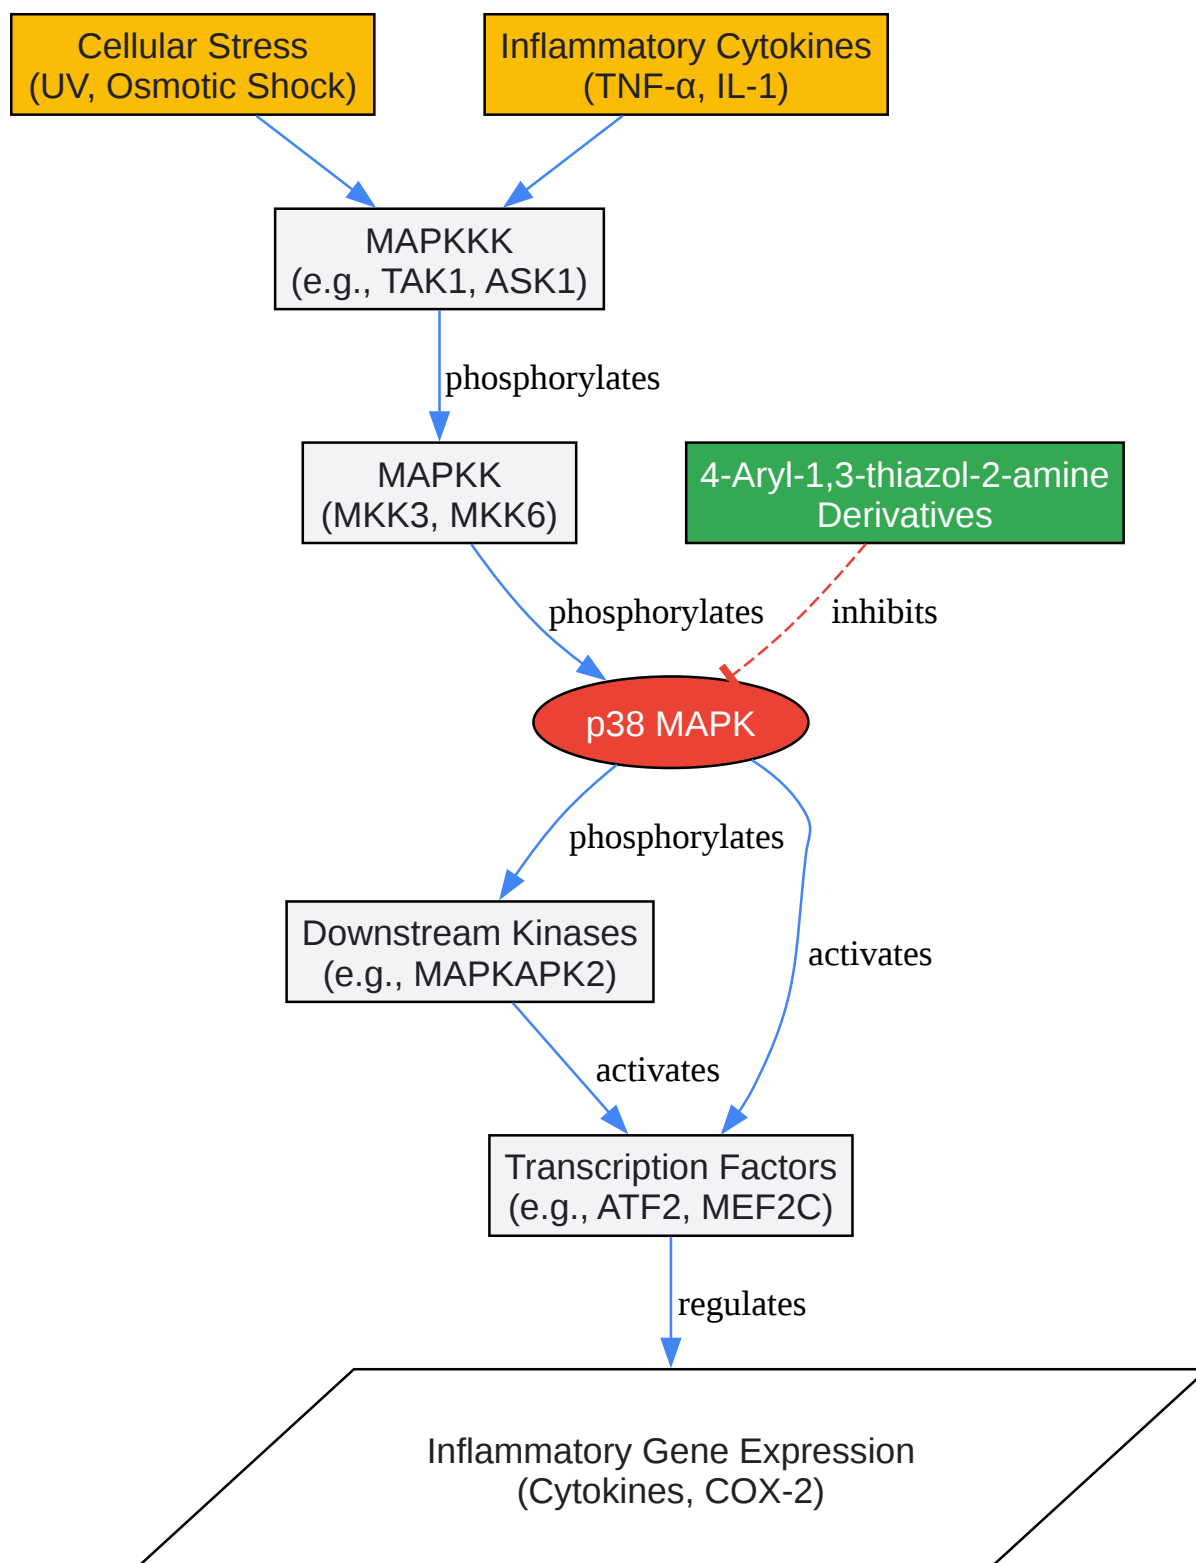 Cellular Stress
(UV, Osmotic Shock)
Inflammatory Cytokines
(TNF-α, IL-1)
MAPKKK
(e.g., TAK1, ASK1)
phosphorylates
MAPKK
(MKK3, MKK6)
4-Aryl-1,3-thiazol-2-amine
Derivatives
phosphorylates
inhibits
p38 MAPK
phosphorylates
Downstream Kinases
(e.g., MAPKAPK2)
activates
activates
Transcription Factors
(e.g., ATF2, MEF2C)
regulates
Inflammatory Gene Expression
(Cytokines, COX-2)